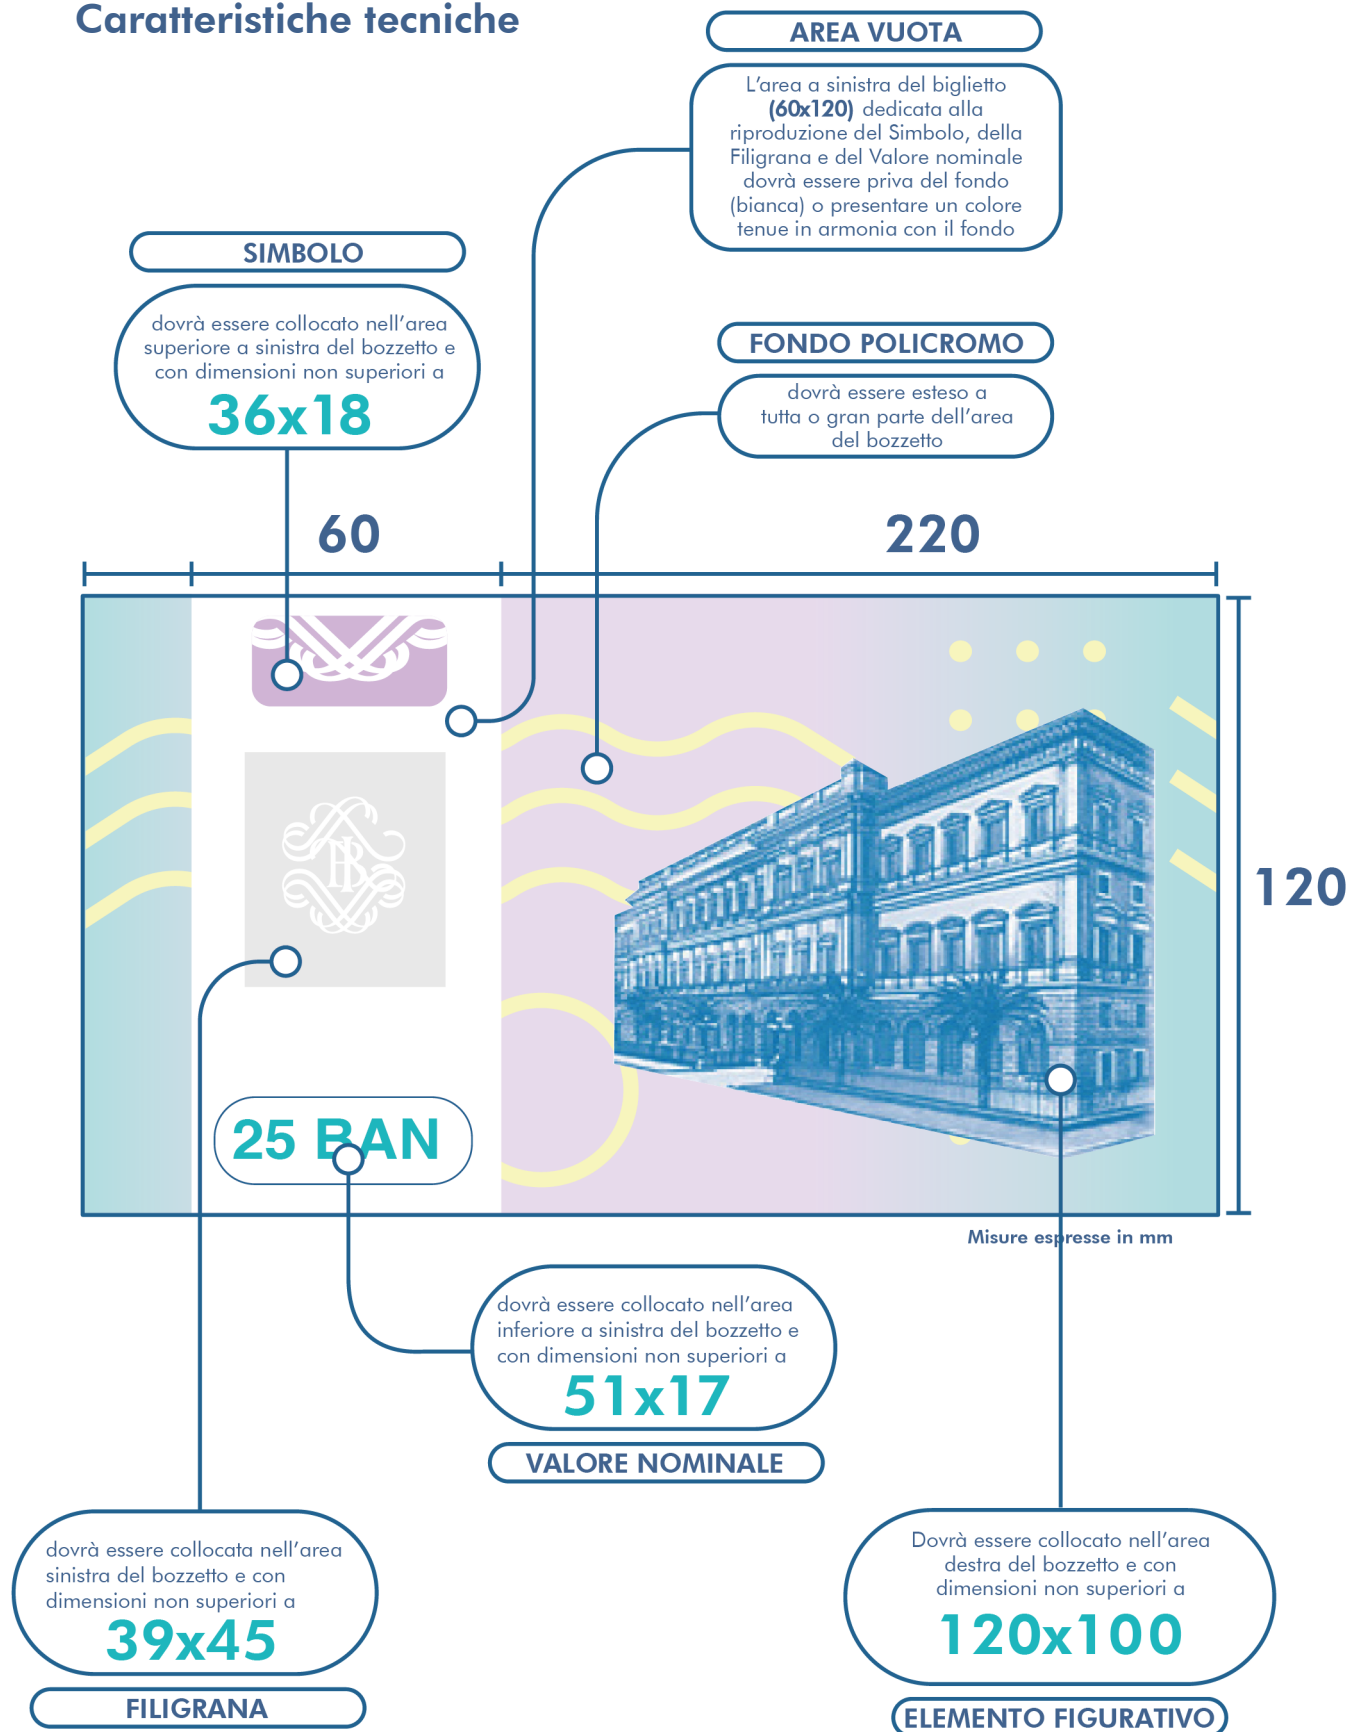 Caratteristiche tecniche
AREA VUOTA
L'area a sinistra del biglietto
(60x120) dedicata alla
riproduzione del Simbolo, della
Filigrana e del Valore nominale
dovrà essere priva del fondo
(bianca) o presentare un colore
tenue in armonia con il fondo
SIMBOLO
dovrà essere collocato nell'area
superiore a sinistra del bozzetto e
con dimensioni non superiori a
36x18
FONDO POLICROMO
dovrà essere esteso a
tutta o gran parte dell'area
del bozzetto
60
220
120
25 BAN
Misure espresse in mm
dovrà essere collocato nell'area
inferiore a sinistra del bozzetto e
con dimensioni non superiori a
51x17
VALORE NOMINALE
dovrà essere collocata nell'area
sinistra del bozzetto e con
dimensioni non superiori a
39x45
FILIGRANA
Dovrà essere collocato nell'area
destra del bozzetto e con
dimensioni non superiori a
120x100
ELEMENTO FIGURATIVO